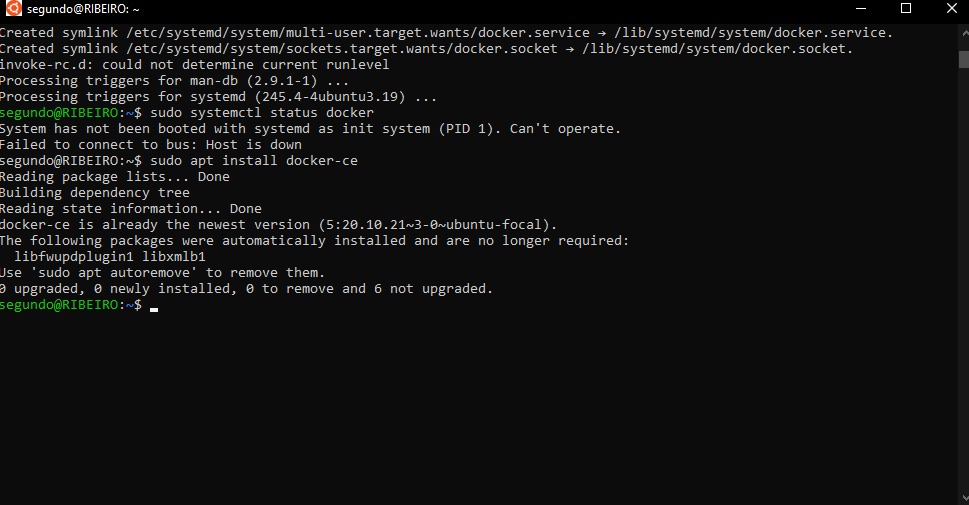 segundo@RIBEIRO: ~
Created symlink /etc/systemd/system/multi-user.target.wants/docker.service → /lib/systemd/system/docker.service.
Created symlink /etc/systemd/system/sockets.target.wants/docker.socket → /lib/systemd/system/docker.socket.
invoke-rc.d: could not determine current runlevel
Processing triggers for man-db (2.9.1-1) ...
Processing triggers for systemd (245.4-4ubuntu3.19) ...
segundo@RIBEIRO:~$ sudo systemctl status docker
System has not been booted with systemd as init system (PID 1). Can't operate.
Failed to connect to bus: Host is down
segundo@RIBEIRO:~$ sudo apt install docker-ce
Reading package lists... Done
Building dependency tree
Reading state information... Done
docker-ce is already the newest version (5:20.10.21~3-0~ubuntu-focal).
The following packages were automatically installed and are no longer required:
  libfwupdplugin1 libxmlb1
Use 'sudo apt autoremove' to remove them.
0 upgraded, 0 newly installed, 0 to remove and 6 not upgraded.
segundo@RIBEIRO:~$